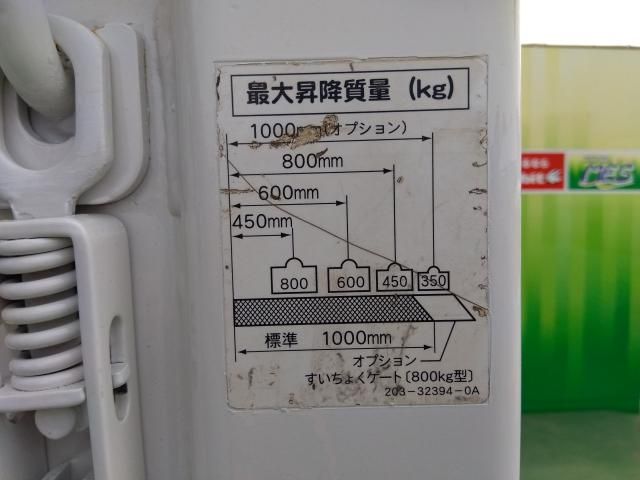 最大昇降質量 (kg)
1000mm(オプション)
800mm
600mm
450mm
800 600 450 350
標準 1000mm
オプション
すいちょくゲート〔800kg型〕
203-32394-0A